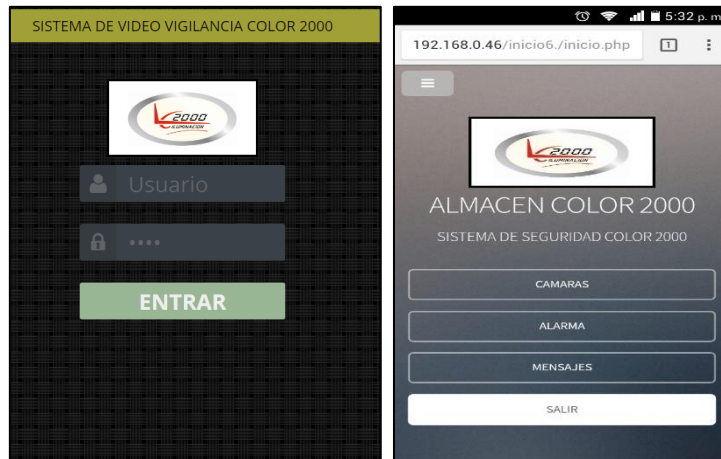 SISTEMA DE VIDEO VIGILANCIA COLOR 2000
2000
ILUMINACION
Usuario
ENTRAR
5:32 p. m
192.168.0.46/inicio6./inicio.php
1
2000
ILUMINACION
ALMACEN COLOR 2000
SISTEMA DE SEGURIDAD COLOR 2000
CAMARAS
ALARMA
MENSAJES
SALIR